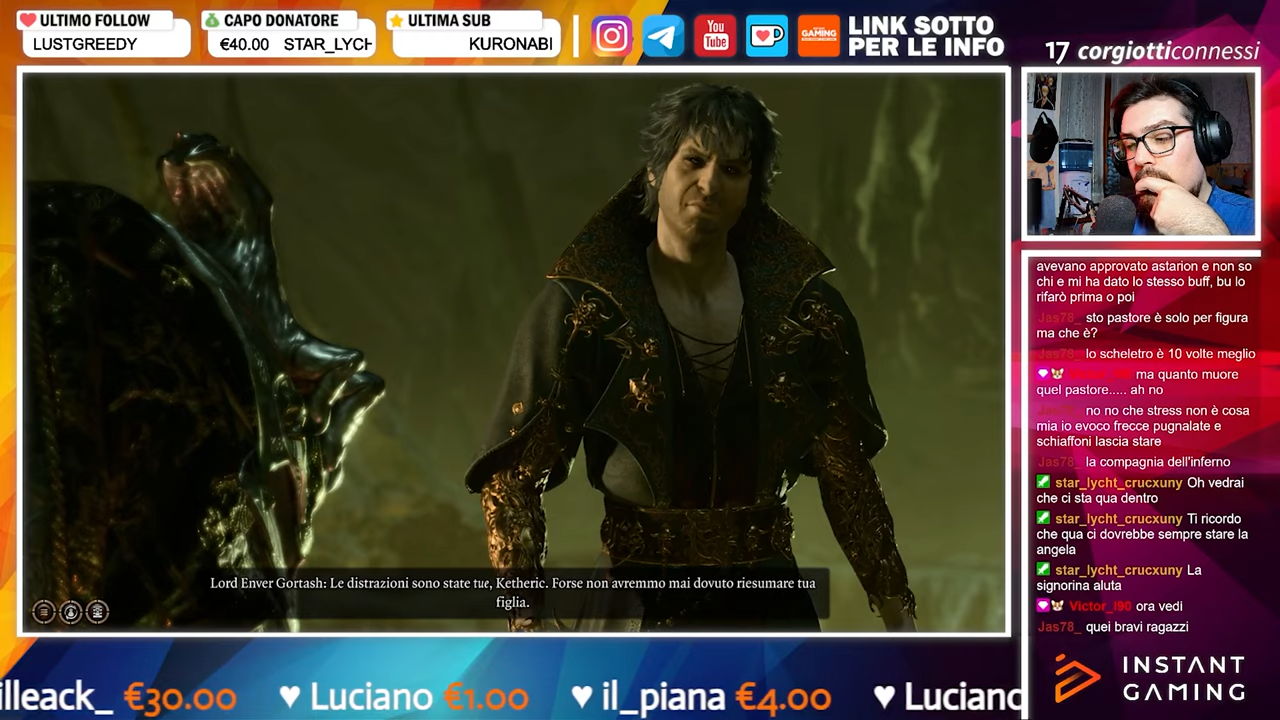 ULTIMO FOLLOW
LUSTGREEDY
CAPO DONATORE
€40.00 STAR_LYCH
ULTIMA SUB
KURONABI
You
Tube
INSTANT
GAMING
LINK SOTTO
PER LE INFO
17 corgiotticonnessi
avevano approvato astarion e non so
chi e mi ha dato lo stesso buff, bu lo
rifarò prima o poi
Jas78_ sto pastore è solo per figura
ma che è?
Jas78_ lo scheletro è 10 volte meglio
Victor_l90 ma quanto muore
quel pastore..... ah no
Jas78_ no no che stress non è cosa
mia io evoco frecce pugnalate e
schiaffoni lascia stare
Jas78_ la compagnia dell'inferno
star_lycht_crucxuny Oh vedrai
che ci sta qua dentro
star_lycht_crucxuny Ti ricordo
che qua ci dovrebbe sempre stare la
angela
star_lycht_crucxuny La
signorina aluta
Victor_l90 ora vedi
Jas78_ quei bravi ragazzi
Lord Enver Gortash: Le distrazioni sono state tue, Ketheric. Forse non avremmo mai dovuto riesumare tua
figlia.
INSTANT
GAMING
illeack_ €30.00 ♥ Luciano €1.00 ♥ il_piana €4.00 ♥ Luciano